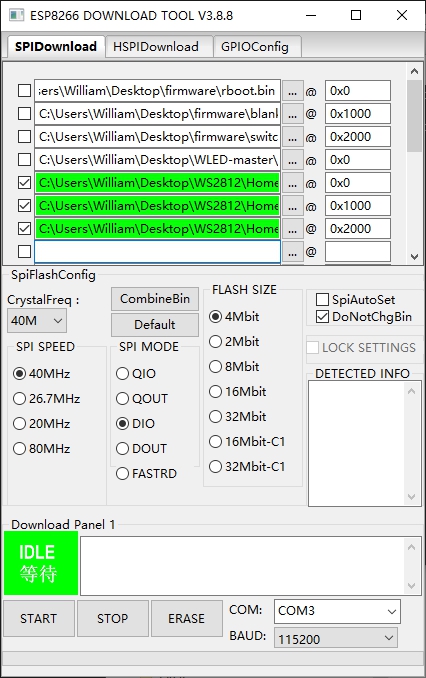 ESP8266 DOWNLOAD TOOL V3.8.8
SPIDownload HSPIDownload GPIOConfig
:ers\William\Desktop\firmware\rboot.bin ... @ 0x0
C:\Users\William\Desktop\firmware\blank ... @ 0x1000
C:\Users\William\Desktop\firmware\switc ... @ 0x2000
C:\Users\William\Desktop\WLED-master\ ... @ 0x0
C:\Users\William\Desktop\WS2812\Home ... @ 0x0
C:\Users\William\Desktop\WS2812\Home ... @ 0x1000
C:\Users\William\Desktop\WS2812\Home ... @ 0x2000
... @
SpiFlashConfig
CrystalFreq :
40M
CombineBin
Default
SPI SPEED
40MHz
26.7MHz
20MHz
80MHz
SPI MODE
QIO
QOUT
DIO
DOUT
FASTRD
FLASH SIZE
4Mbit
2Mbit
8Mbit
16Mbit
32Mbit
16Mbit-C1
32Mbit-C1
SpiAutoSet
DoNotChgBin
LOCK SETTINGS
DETECTED INFO
Download Panel 1
IDLE
等待
START STOP ERASE
COM: COM3
BAUD: 115200